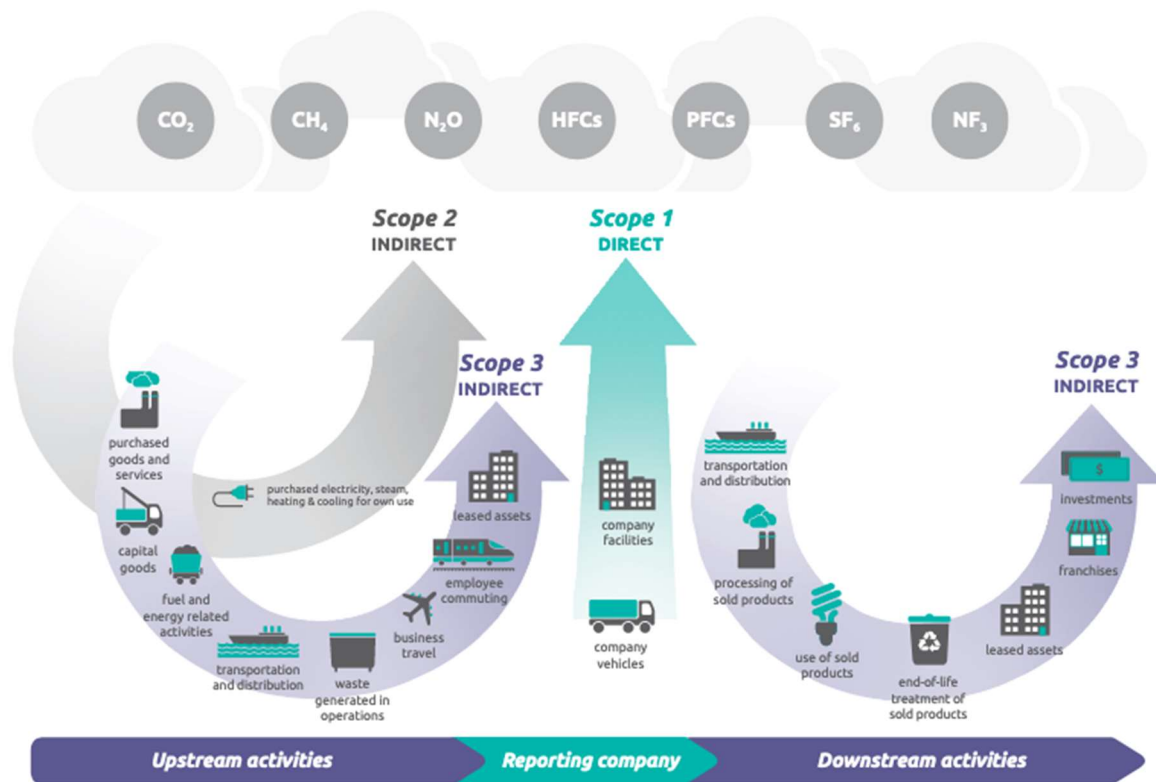 CO₂
CH₄
N₂O
HFCs
PFCs
SF₆
NF₃
Scope 2
INDIRECT
Scope 1
DIRECT
Scope 3
INDIRECT
Scope 3
INDIRECT
purchased
goods and
services
capital
goods
fuel and
energy related
activities
purchased electricity, steam,
heating & cooling for own use
transportation
and distribution
waste
generated in
operations
business
travel
employee
commuting
leased assets
company
facilities
company
vehicles
transportation
and distribution
processing of
sold products
use of sold
products
end-of-life
treatment of
sold products
leased assets
franchises
$
investments
Upstream activities
Reporting company
Downstream activities